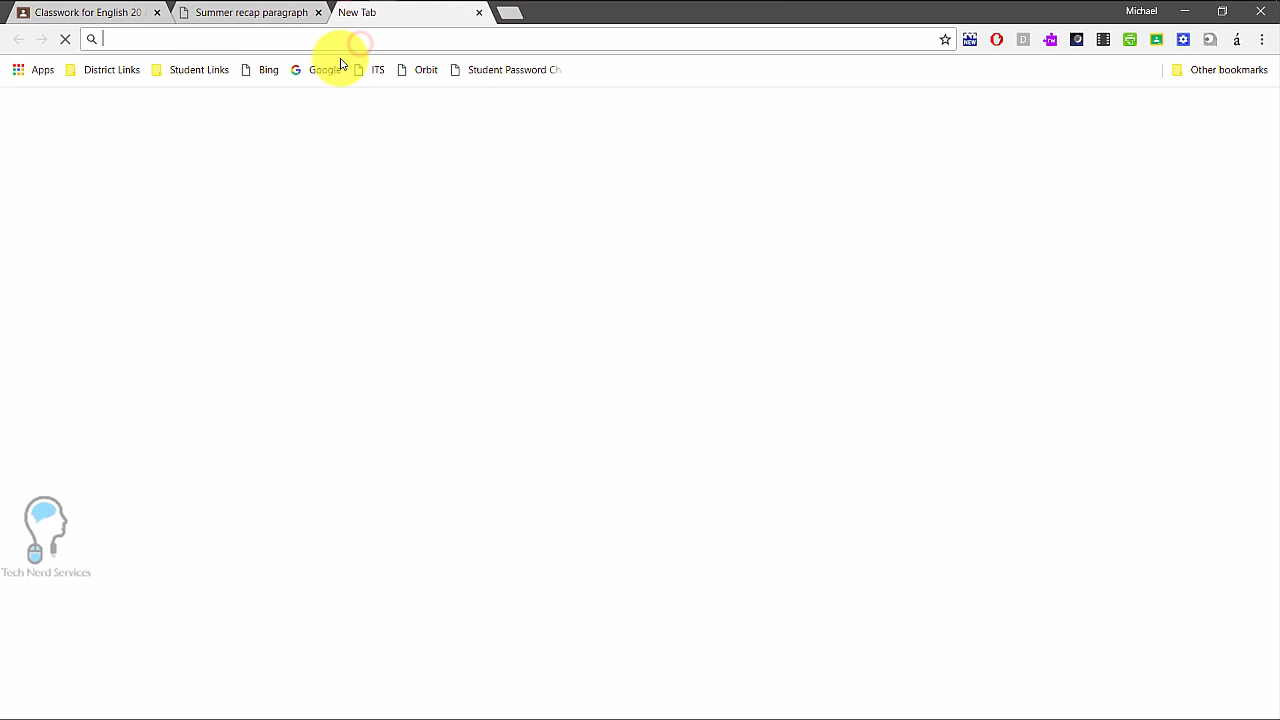 Classwork for English 20
Summer recap paragraph
New Tab
Michael
Apps
District Links
Student Links
Bing
Google
ITS
Orbit
Student Password Ch
Other bookmarks
Tech Nerd Services